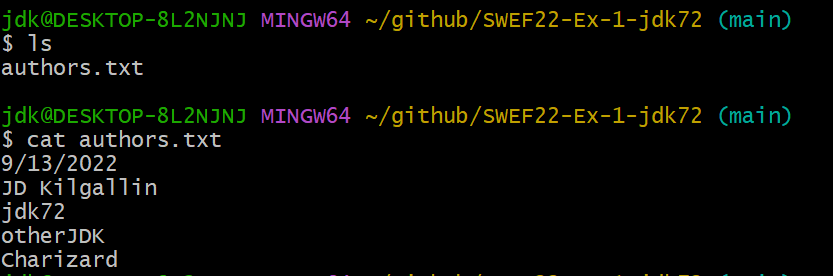 jdk@DESKTOP-8L2NJNJ MINGW64 ~/github/SWEF22-Ex-1-jdk72 (main)
$ ls
authors.txt
jdk@DESKTOP-8L2NJNJ MINGW64 ~/github/SWEF22-Ex-1-jdk72 (main)
$ cat authors.txt
9/13/2022
JD Kilgallin
jdk72
otherJDK
Charizard